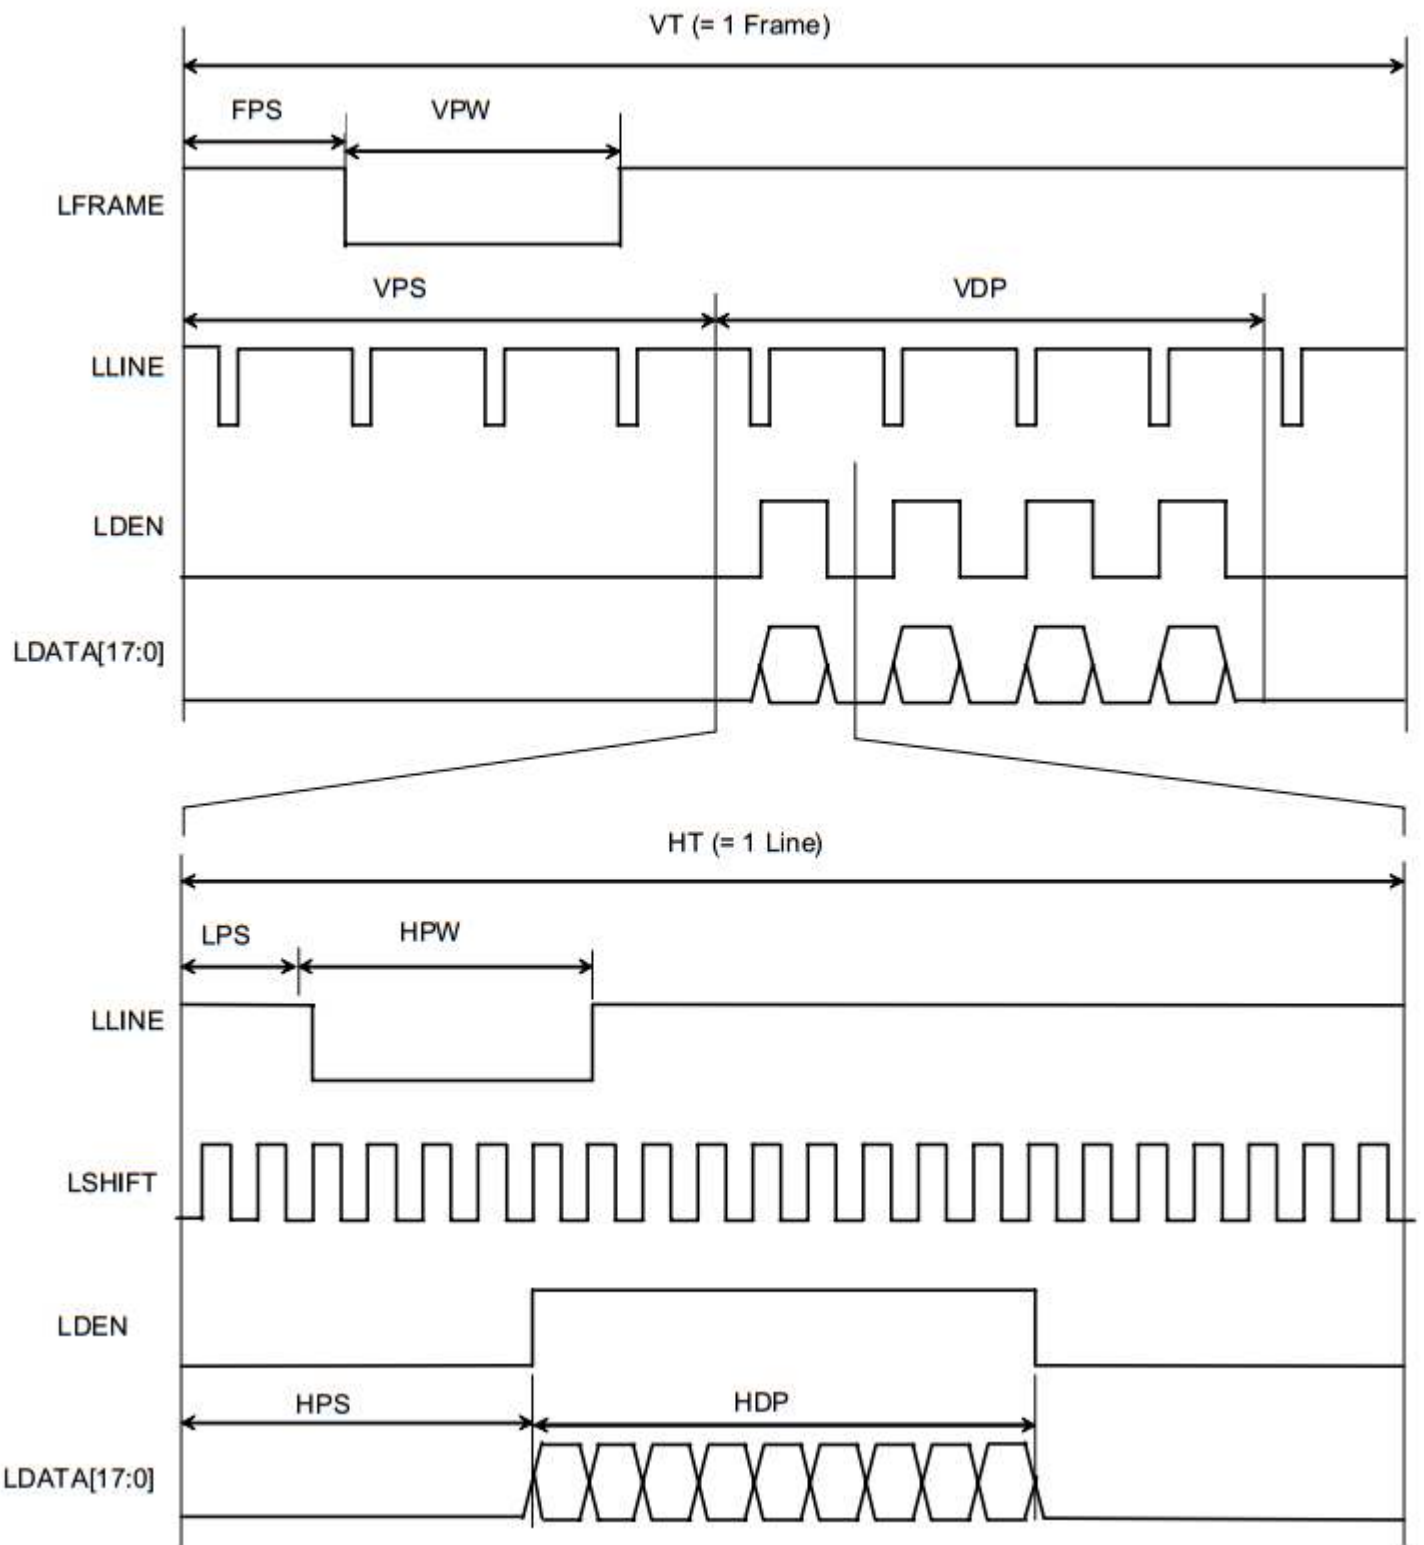 VT (= 1 Frame)
FPS
VPW
LFRAME
VPS
VDP
LLINE
LDEN
LDATA[17:0]
HT (= 1 Line)
LPS
HPW
LLINE
LSHIFT
LDEN
HPS
HDP
LDATA[17:0]